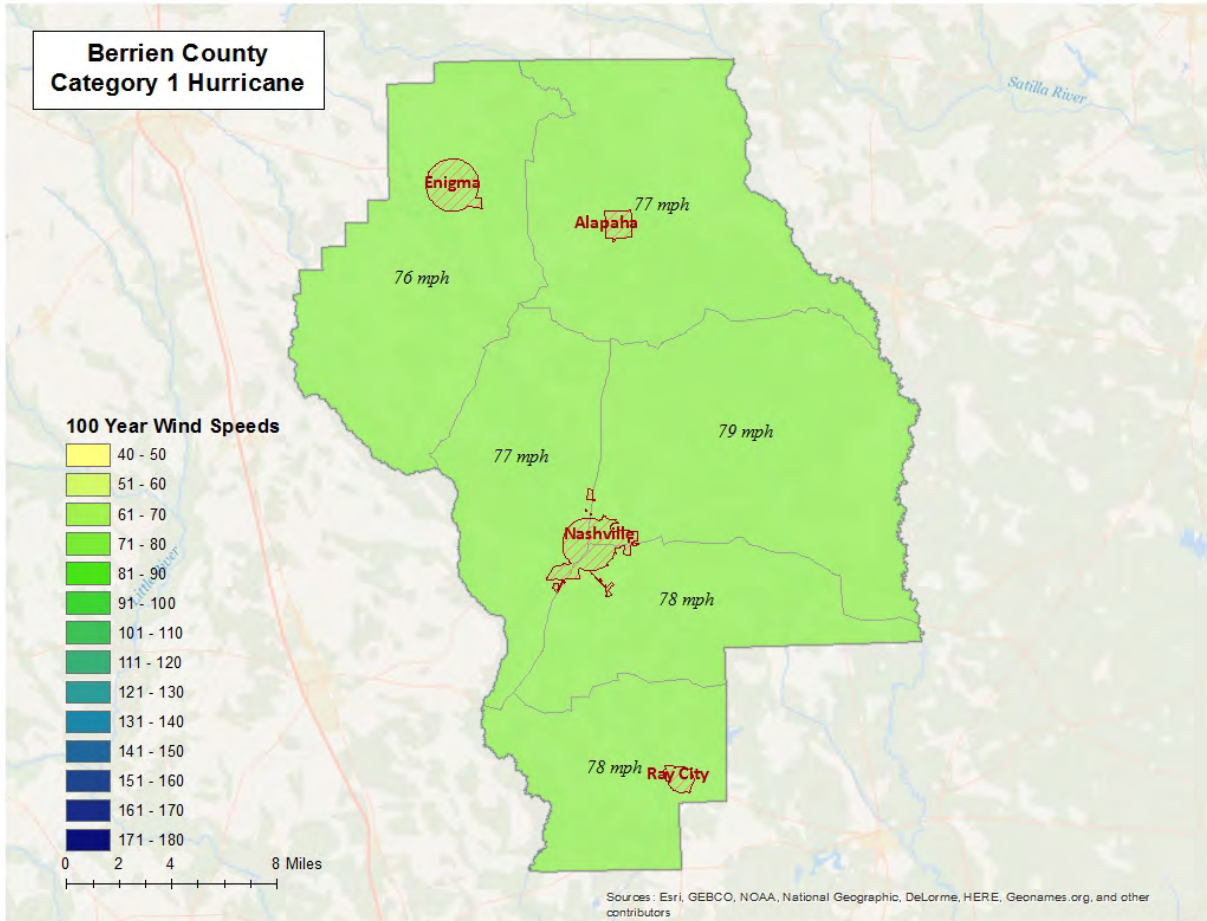 Berrien County
Category 1 Hurricane
Satilla River
Enigma
77 mph
Alapaha
76 mph
100 Year Wind Speeds
40 - 50
51 - 60
61 - 70
71 - 80
81 - 90
91 - 100
101 - 110
111 - 120
121 - 130
131 - 140
141 - 150
151 - 160
161 - 170
171 - 180
Little River
79 mph
77 mph
Nashville
78 mph
78 mph
Ray City
0 2 4 8 Miles
Sources: Esri, GEBCO, NOAA, National Geographic, DeLorme, HERE, Geonames.org, and other
contributors